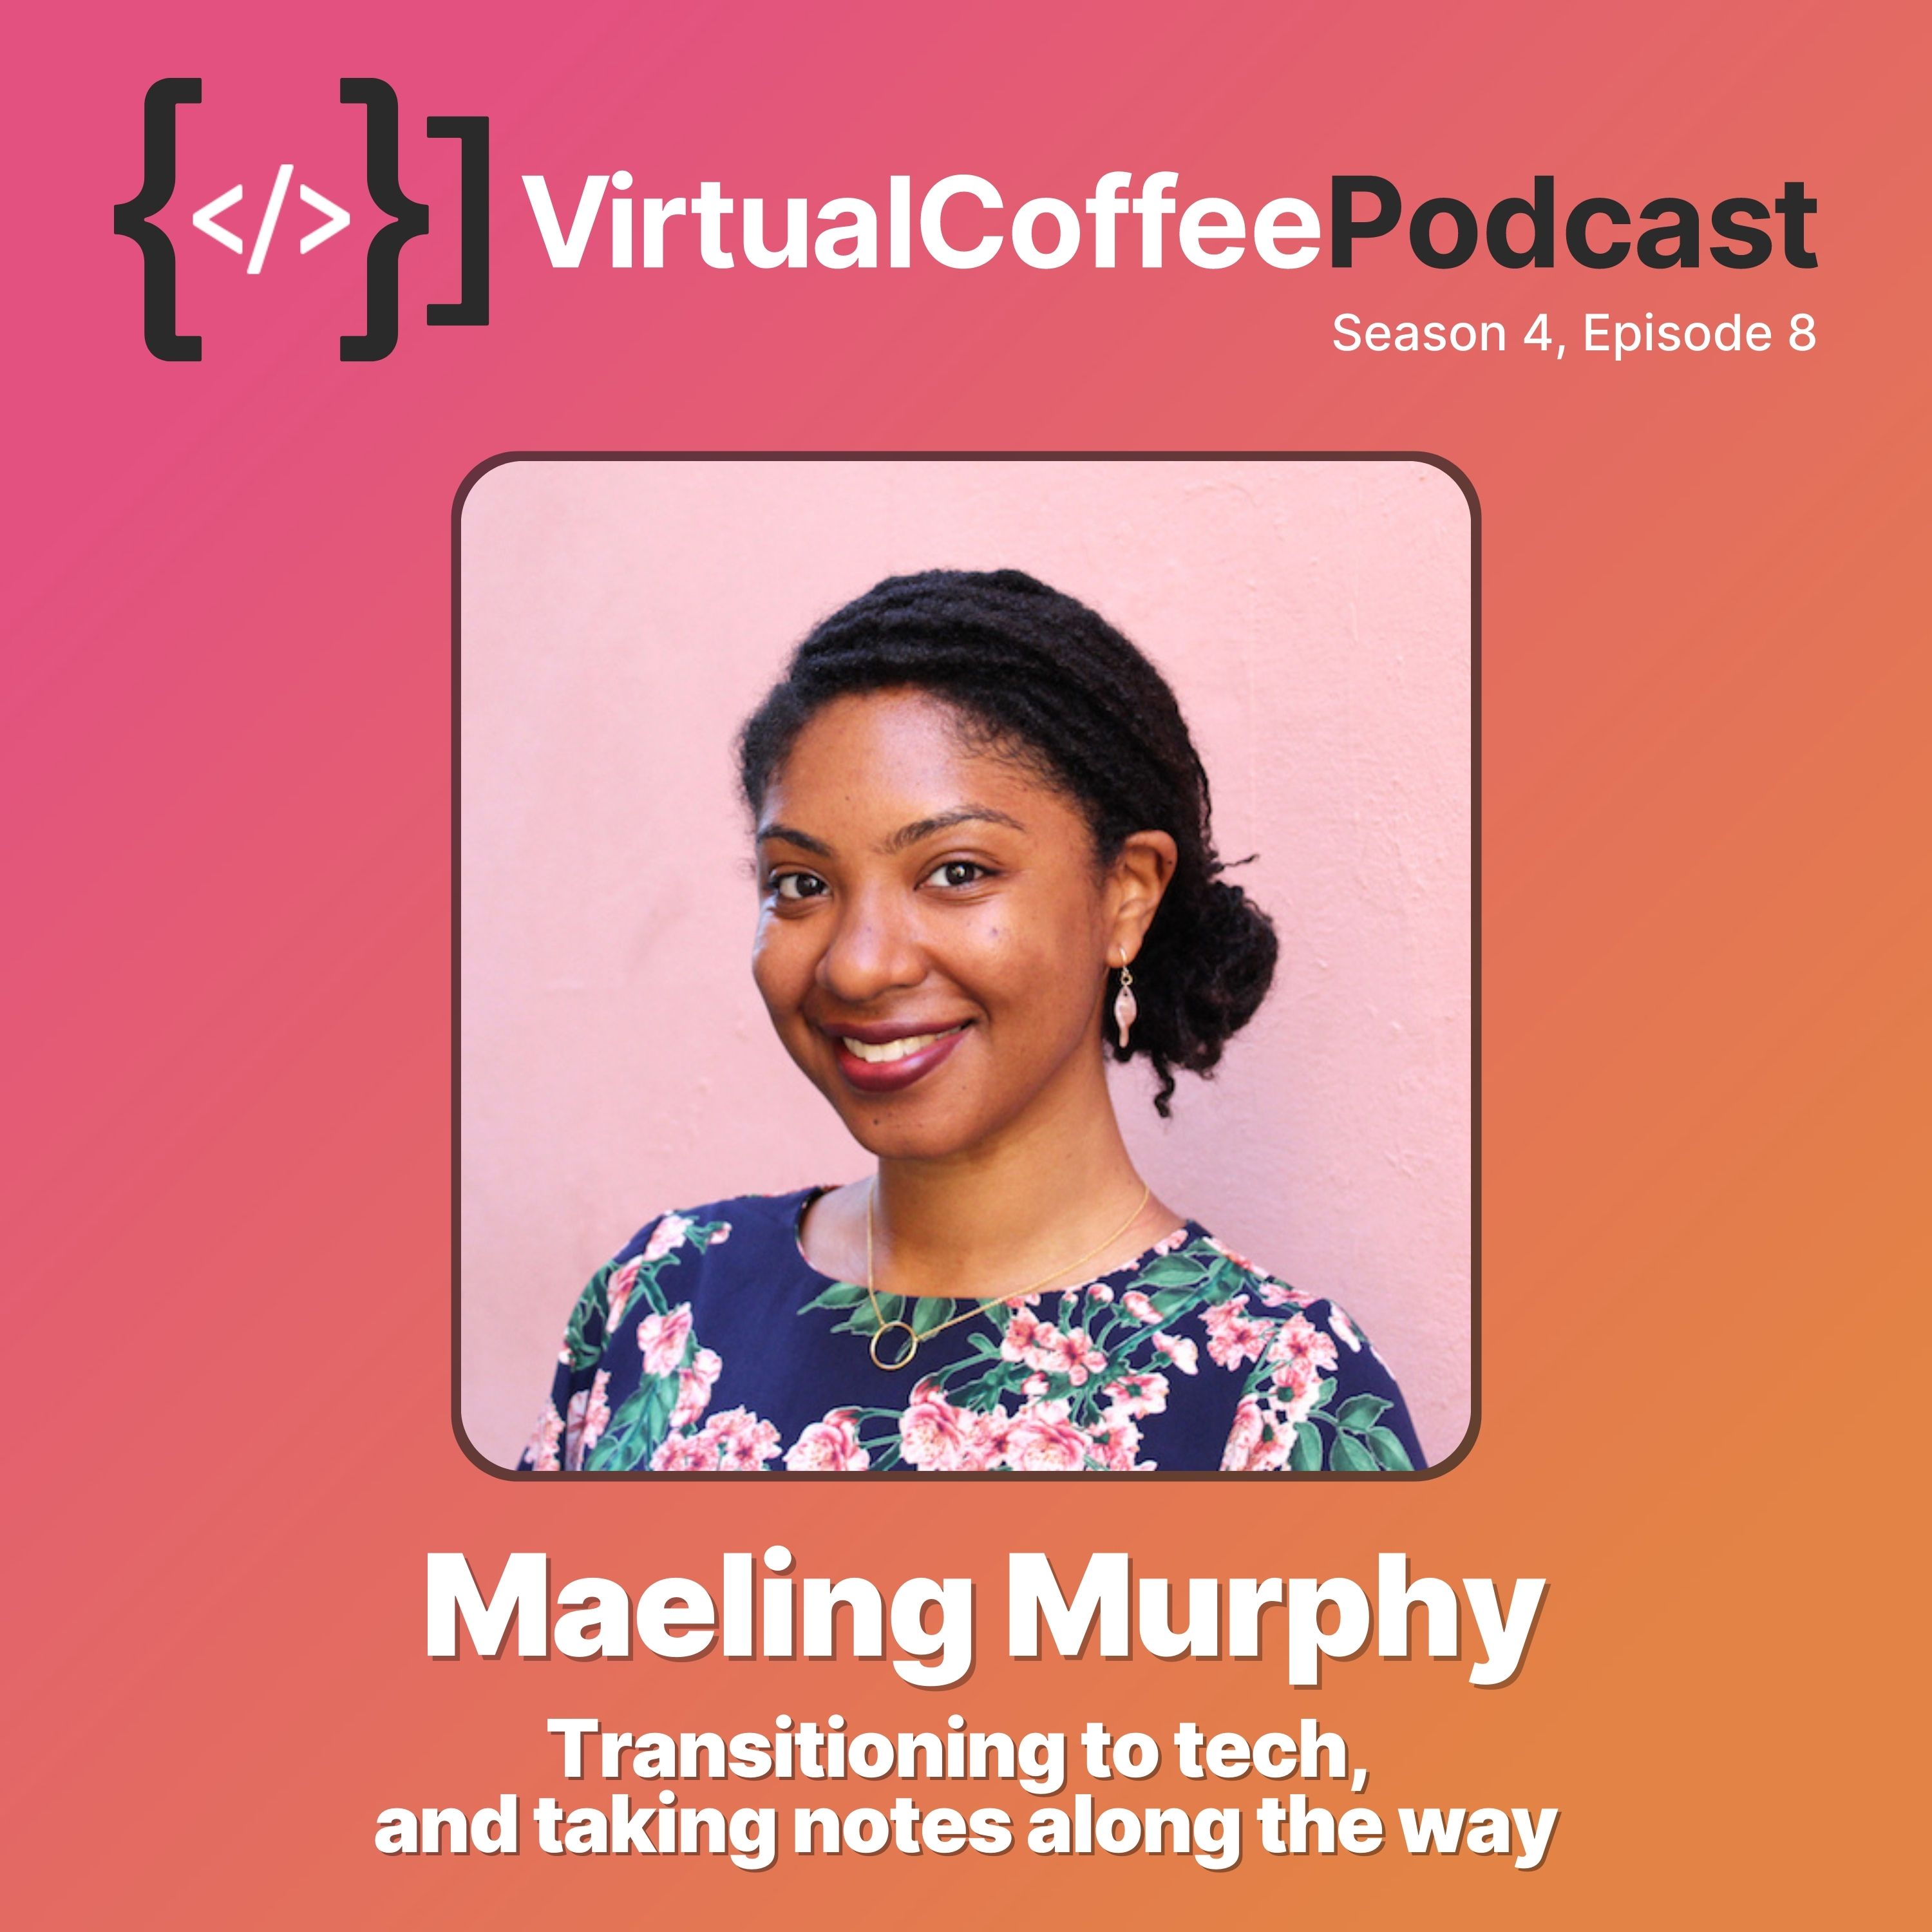 {</>}]
VirtualCoffeePodcast
Season 4, Episode 8
Maeling Murphy
Transitioning to tech,
and taking notes along the way